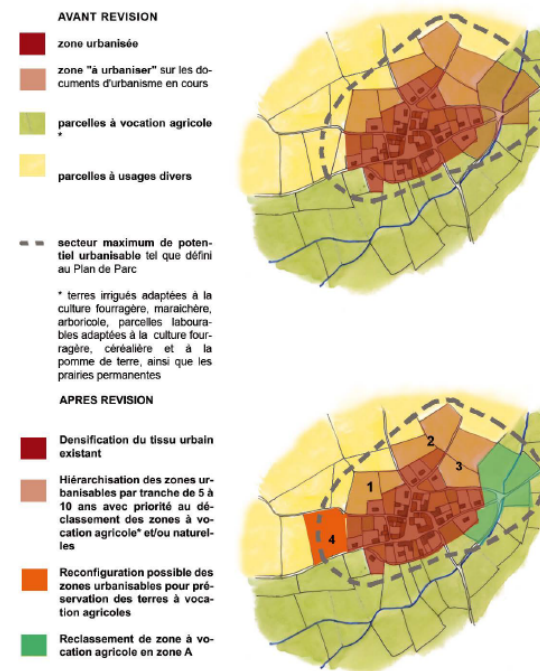 AVANT REVISION
zone urbanisée
zone "à urbaniser" sur les do-
cuments d'urbanisme en cours
parcelles à vocation agricole
*
parcelles à usages divers
secteur maximum de poten-
tiel urbanisable tel que défini
au Plan de Parc
* terres irrigués adaptées à la
culture fourragère, maraichère,
arboricole, parcelles laboura-
bles adaptées à la culture four-
ragère, céréalière et à la
pomme de terre, ainsi que les
prairies permanentes
APRES REVISION
Densification du tissu urbain
existant
Hiérarchisation des zones ur-
banisables par tranche de 5 à
10 ans avec priorité au dé-
classement des zones à vo-
cation agricole* et/ou naturel-
les
Reconfiguration possible des
zones urbanisables pour pré-
servation des terres à voca-
tion agricoles
Reclassement de zone à vo-
cation agricole en zone A
2
3
1
4